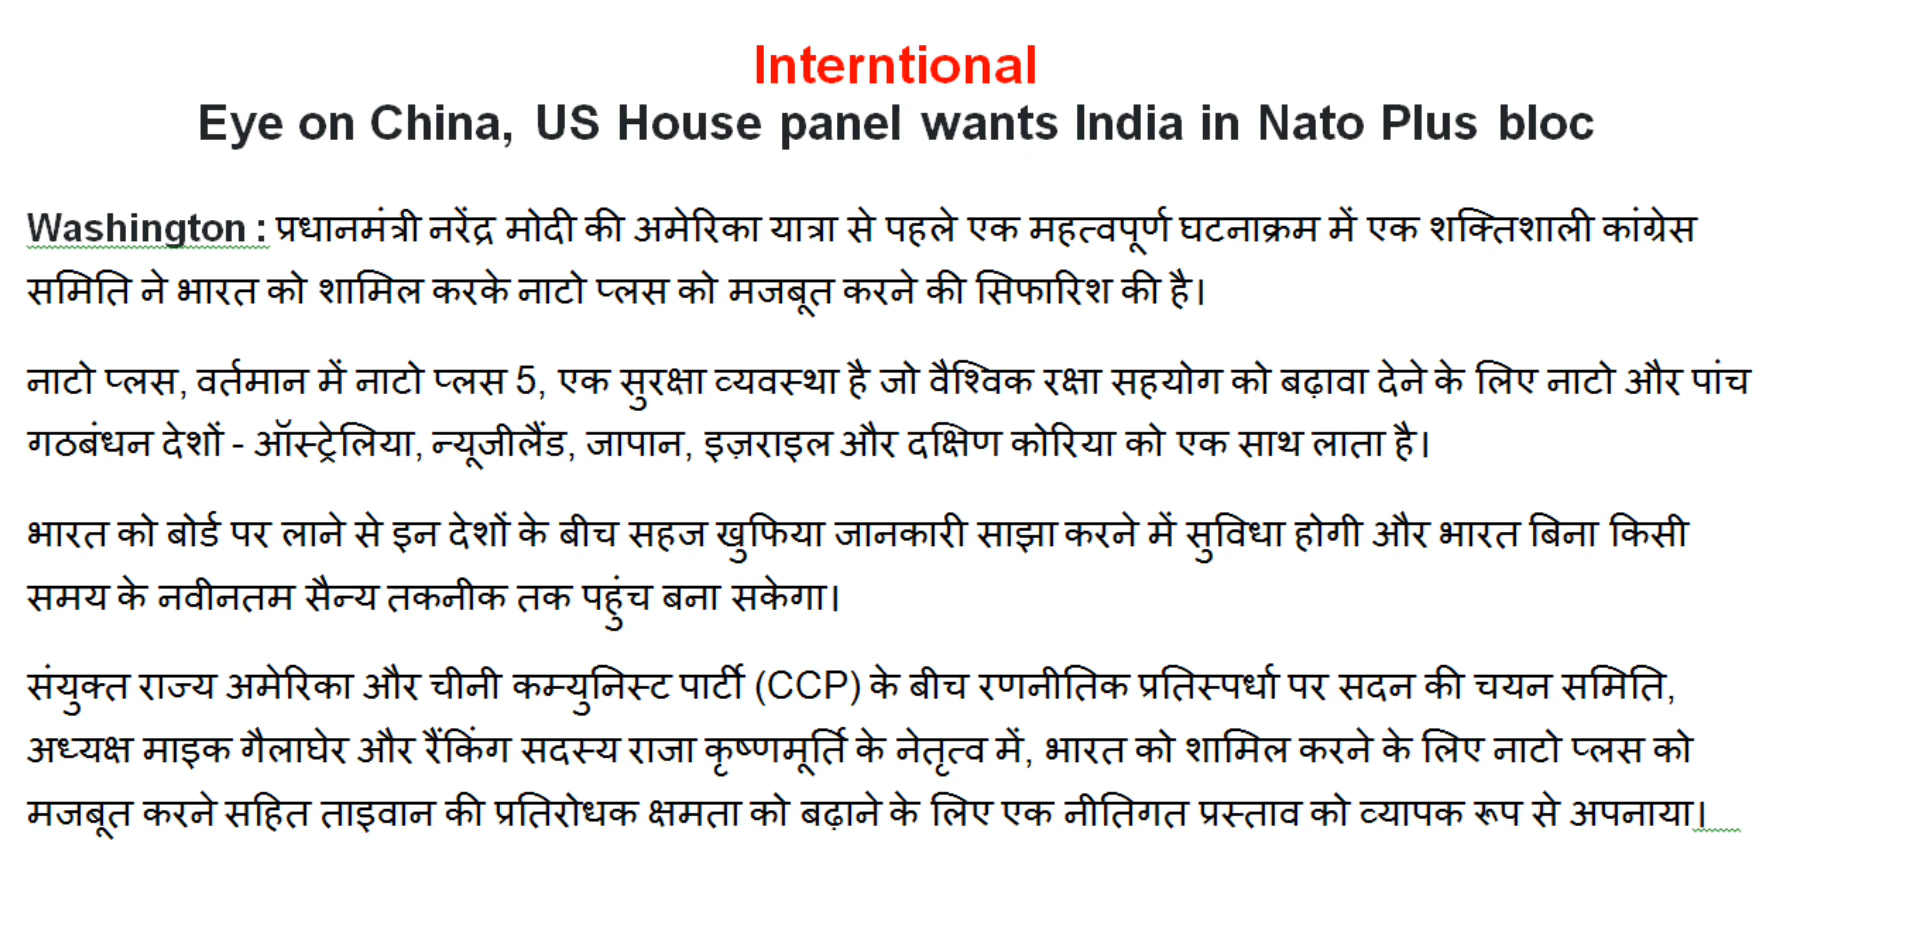 Interntional
Eye on China, US House panel wants India in Nato Plus bloc
Washington : प्रधानमंत्री नरेंद्र मोदी की अमेरिका यात्रा से पहले एक महत्वपूर्ण घटनाक्रम में एक शक्तिशाली कांग्रेस
समिति ने भारत को शामिल करके नाटो प्लस को मजबूत करने की सिफारिश की है।
नाटो प्लस, वर्तमान में नाटो प्लस 5, एक सुरक्षा व्यवस्था है जो वैश्विक रक्षा सहयोग को बढ़ावा देने के लिए नाटो और पांच
गठबंधन देशों - ऑस्ट्रेलिया, न्यूजीलैंड, जापान, इज़राइल और दक्षिण कोरिया को एक साथ लाता है।
भारत को बोर्ड पर लाने से इन देशों के बीच सहज खुफिया जानकारी साझा करने में सुविधा होगी और भारत बिना किसी
समय के नवीनतम सैन्य तकनीक तक पहुंच बना सकेगा।
संयुक्त राज्य अमेरिका और चीनी कम्युनिस्ट पार्टी (CCP) के बीच रणनीतिक प्रतिस्पर्धा पर सदन की चयन समिति,
अध्यक्ष माइक गैलाघेर और रैंकिंग सदस्य राजा कृष्णमूर्ति के नेतृत्व में, भारत को शामिल करने के लिए नाटो प्लस को
मजबूत करने सहित ताइवान की प्रतिरोधक क्षमता को बढ़ाने के लिए एक नीतिगत प्रस्ताव को व्यापक रूप से अपनाया।